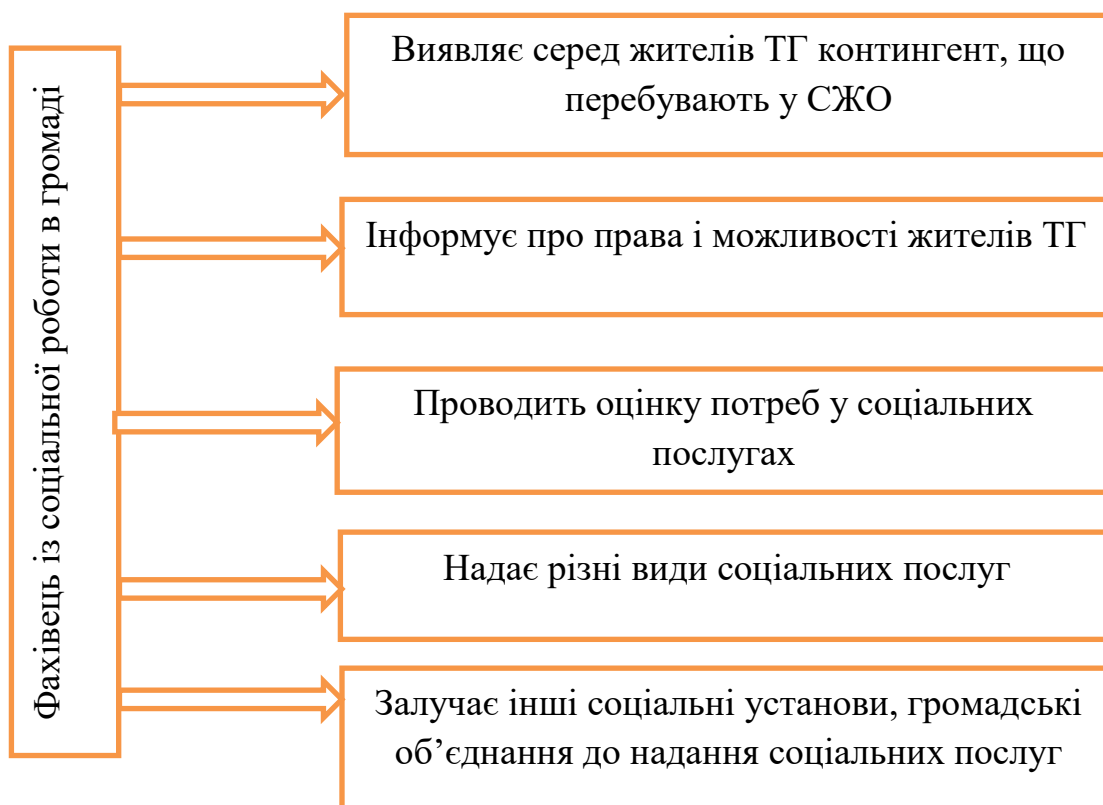 Фахівець із соціальної роботи в громаді
Виявляє серед жителів ТГ контингент, що
перебувають у СЖО
Інформує про права і можливості жителів ТГ
Проводить оцінку потреб у соціальних
послугах
Надає різні види соціальних послуг
Залучає інші соціальні установи, громадські
об’єднання до надання соціальних послуг